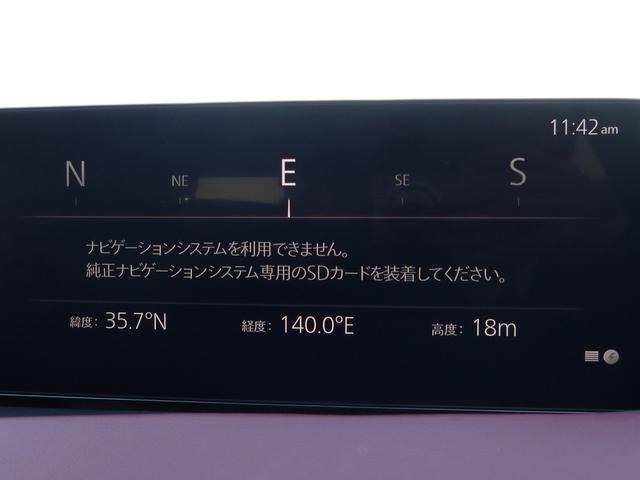 11:42am
N NE E SE S
ナビゲーションシステムを利用できません。
純正ナビゲーションシステム専用のSDカードを装着してください。
緯度: 35.7°N 経度: 140.0°E 高度: 18m